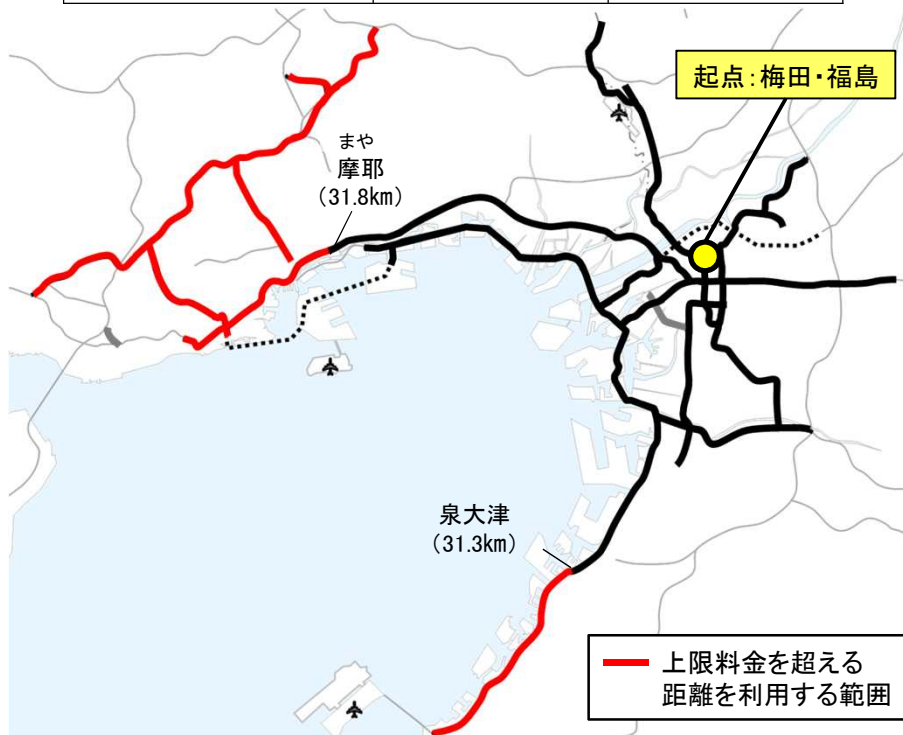 起点:梅田・福島
まや
摩耶
(31.8km)
泉大津
(31.3km)
上限料金を超える
距離を利用する範囲